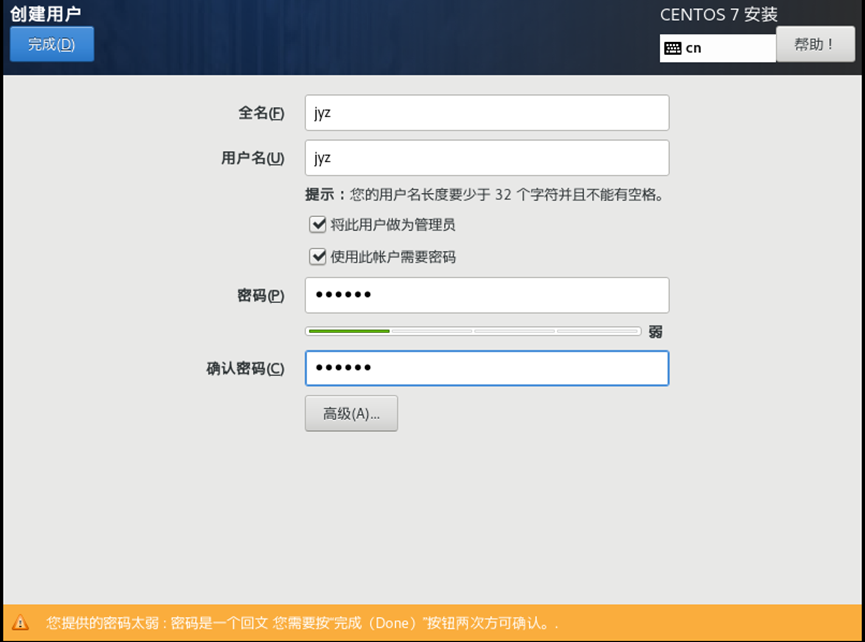 创建用户
CENTOS 7 安装
完成(D)
cn
帮助！
全名(F)
jyz
用户名(U)
jyz
提示：您的用户名长度要少于 32 个字符并且不能有空格。
将此用户做为管理员
使用此帐户需要密码
密码(P)
••••••
弱
确认密码(C)
••••••
高级(A)...
您提供的密码太弱 : 密码是一个回文 您需要按“完成（Done）”按钮两次方可确认。.